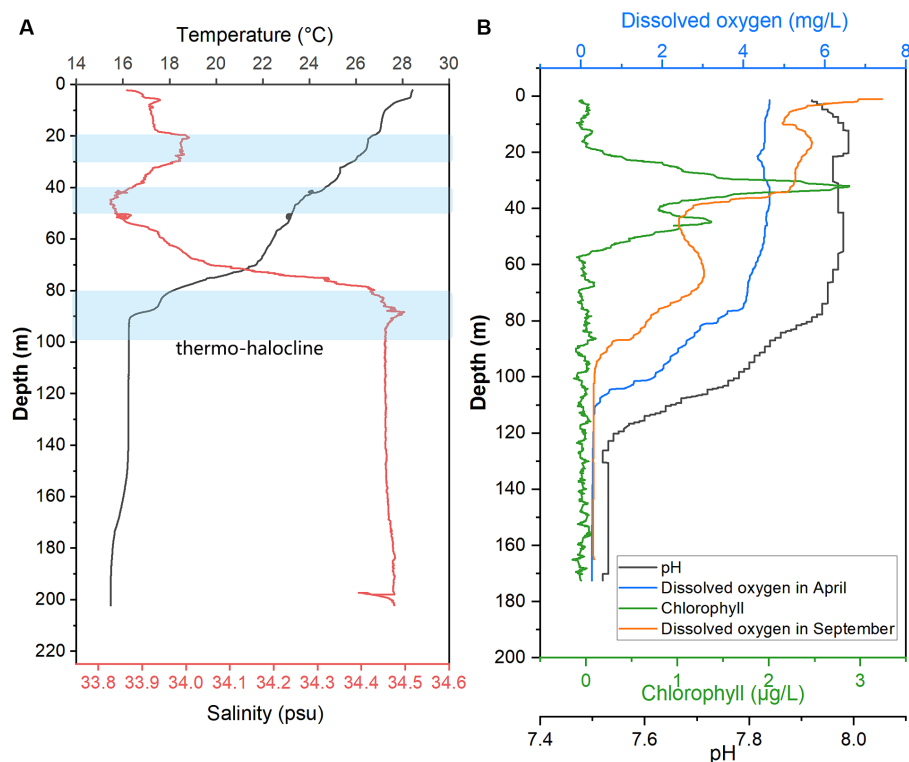 A
Temperature (°C)
14 16 18 20 22 24 26 28 30
0
20
40
60
80
100
120
140
160
180
200
220
Depth (m)
thermo-halocline
33.8 33.9 34.0 34.1 34.2 34.3 34.4 34.5 34.6
Salinity (psu)
B
Dissolved oxygen (mg/L)
0 2 4 6 8
0
20
40
60
80
100
120
140
160
180
200
Depth (m)
pH
Dissolved oxygen in April
Chlorophyll
Dissolved oxygen in September
0 1 2 3
Chlorophyll (µg/L)
7.4 7.6 7.8 8.0
pH